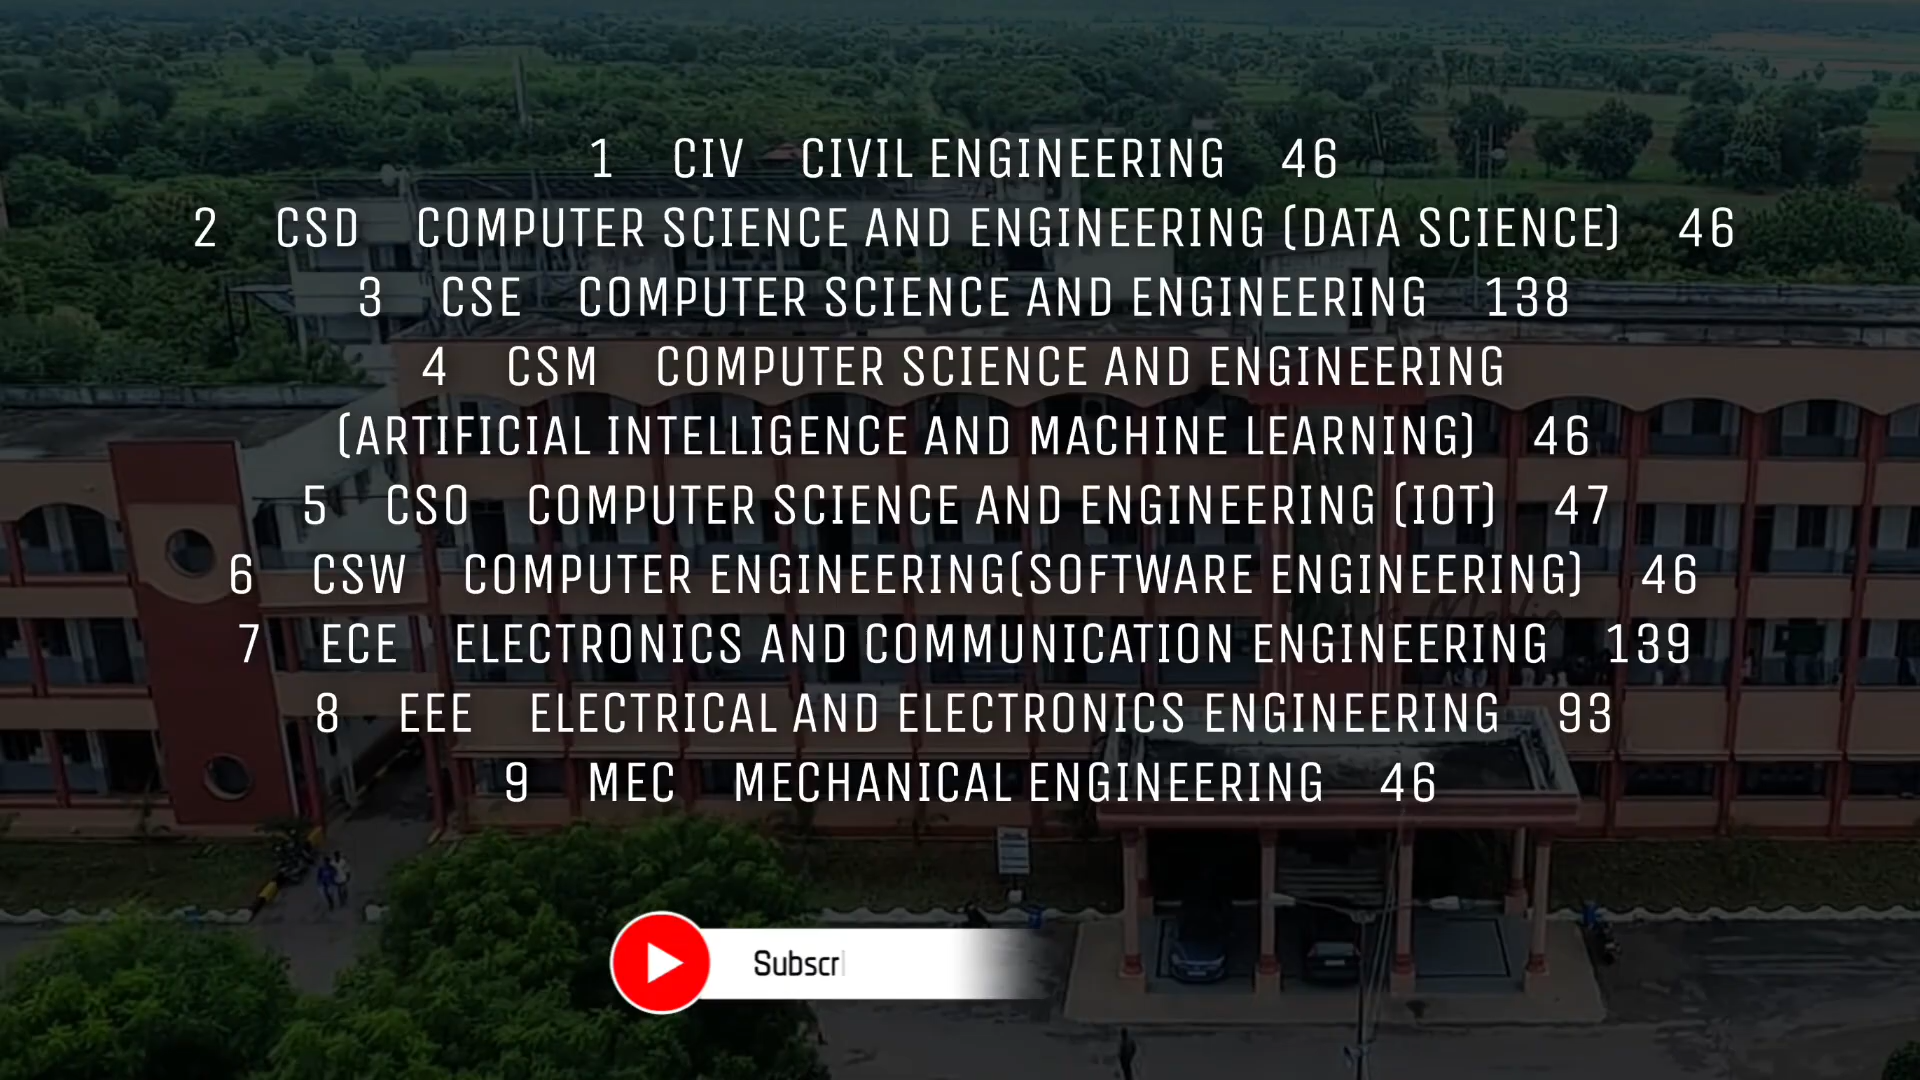 1 CIV CIVIL ENGINEERING 46
2 CSD COMPUTER SCIENCE AND ENGINEERING (DATA SCIENCE) 46
3 CSE COMPUTER SCIENCE AND ENGINEERING 138
4 CSM COMPUTER SCIENCE AND ENGINEERING
(ARTIFICIAL INTELLIGENCE AND MACHINE LEARNING) 46
5 CSO COMPUTER SCIENCE AND ENGINEERING (IOT) 47
6 CSW COMPUTER ENGINEERING(SOFTWARE ENGINEERING) 46
7 ECE ELECTRONICS AND COMMUNICATION ENGINEERING 139
8 EEE ELECTRICAL AND ELECTRONICS ENGINEERING 93
9 MEC MECHANICAL ENGINEERING 46
Subscr